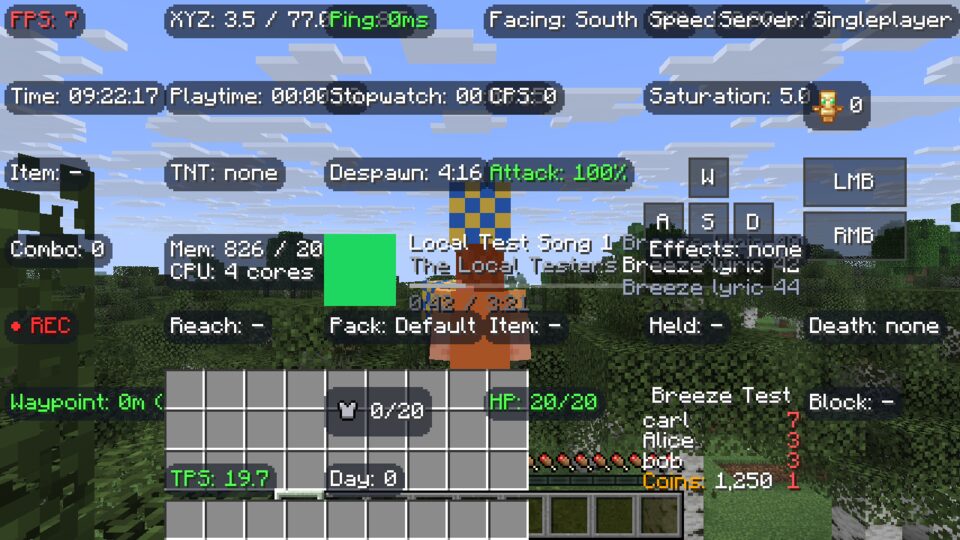 FPS: 7
XYZ: 3.5 / 77.0
Ping: 0ms
Facing: South
Speed
Server: Singleplayer
Time: 09:22:17
Playtime: 00:00
Stopwatch: 00
CPS: 0
Saturation: 5.0
0
Item: -
TNT: none
Despawn: 4:16
Attack: 100%
W
LMB
A S D
RMB
Combo: 0
Mem: 826 / 20
CPU: 4 cores
Local Test Song 1
The Local Testers
0:42 / 3:21
Effects: none
Breeze lyric 42
Breeze lyric 44
REC
Reach: -
Pack: Default
Item: -
Held: -
Death: none
Waypoint: 0m (
0/20
HP: 20/20
Breeze Test
carl 7
Alice 3
bob 3
Coins: 1,250 1
Block: -
TPS: 19.7
Day: 0